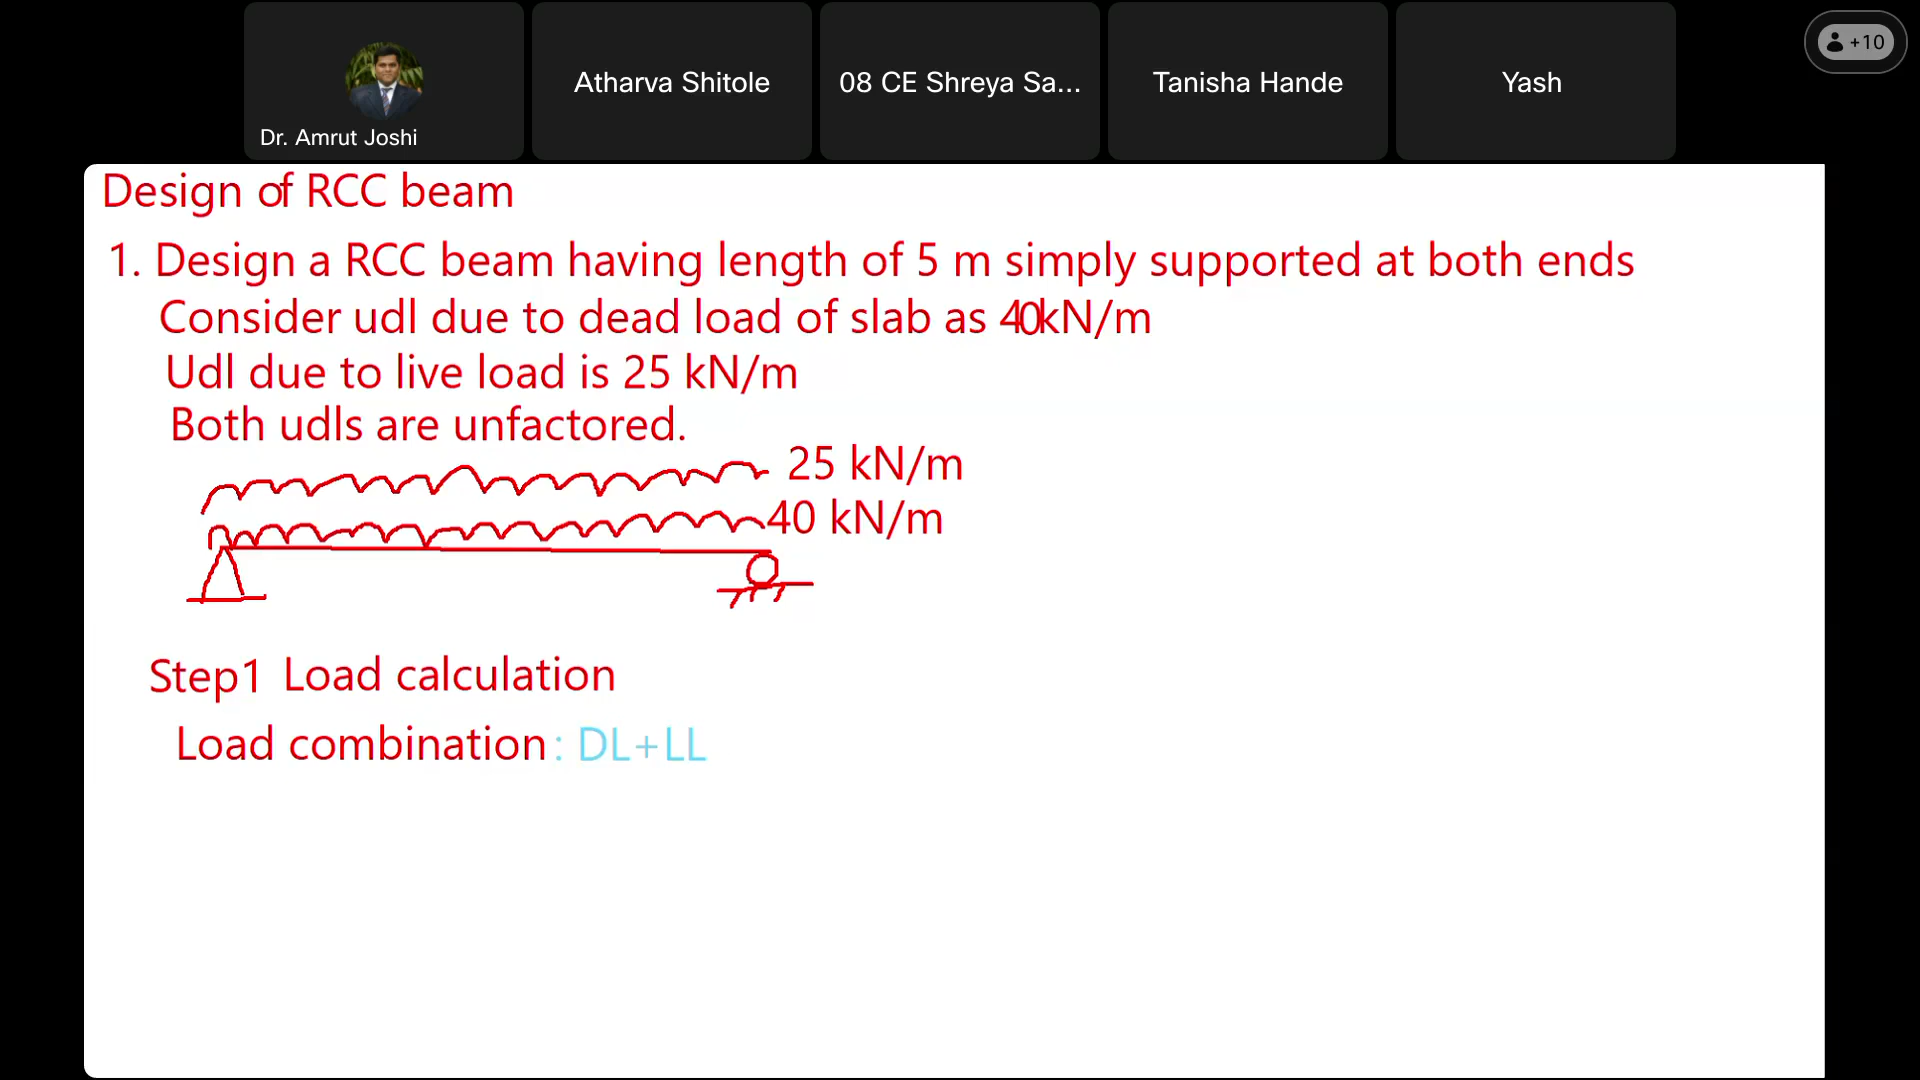 Dr. Amrut Joshi
Atharva Shitole
08 CE Shreya Sa...
Tanisha Hande
Yash
+10
Design of RCC beam
1. Design a RCC beam having length of 5 m simply supported at both ends
Consider udl due to dead load of slab as 40kN/m
Udl due to live load is 25 kN/m
Both udls are unfactored.
25 kN/m
40 kN/m
Step1 Load calculation
Load combination : DL+LL